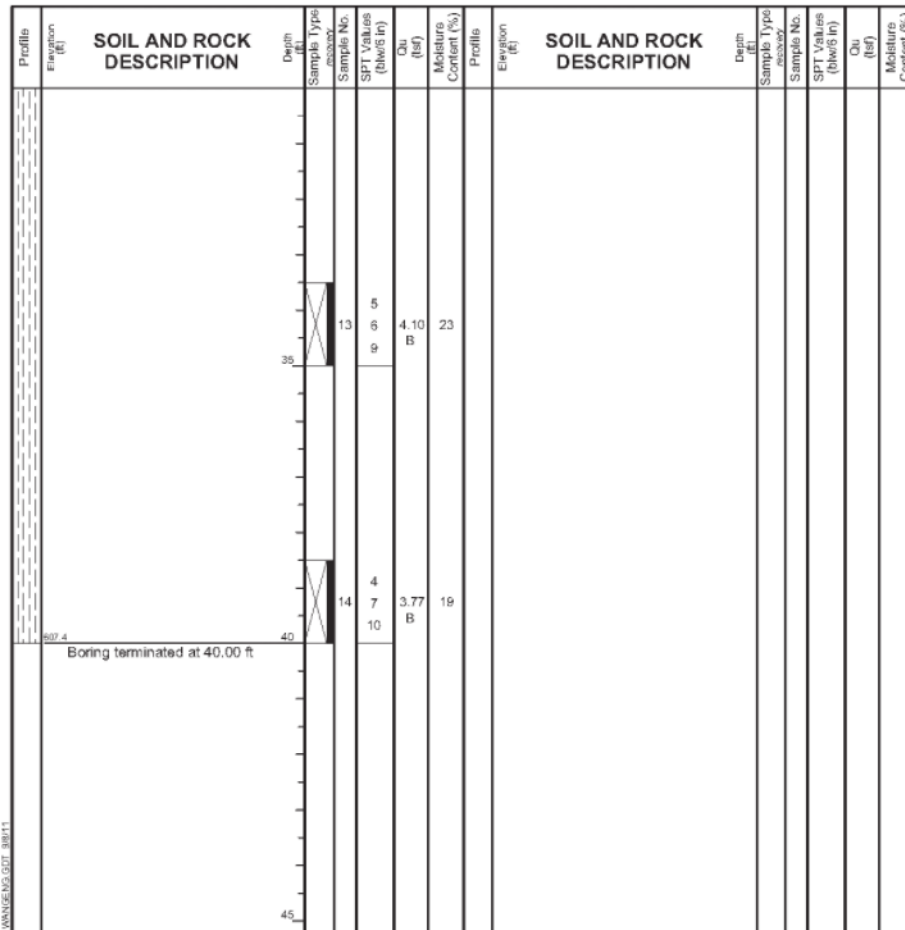 Profile
Elevation
(ft)
SOIL AND ROCK
DESCRIPTION
Depth
(ft)
Sample Type
recovery
Sample No.
SPT Values
(blw/6 in)
Qu
(tsf)
Moisture
Content (%)
Profile
Elevation
(ft)
SOIL AND ROCK
DESCRIPTION
Depth
(ft)
Sample Type
recovery
Sample No.
SPT Values
(blw/6 in)
Qu
(tsf)
Moisture
Content (%)
5
13 6 4.10 23
B
9
35
4
14 7 3.77 19
B
10
607.4 40
Boring terminated at 40.00 ft
45
WANGENG.GDT 9/8/11